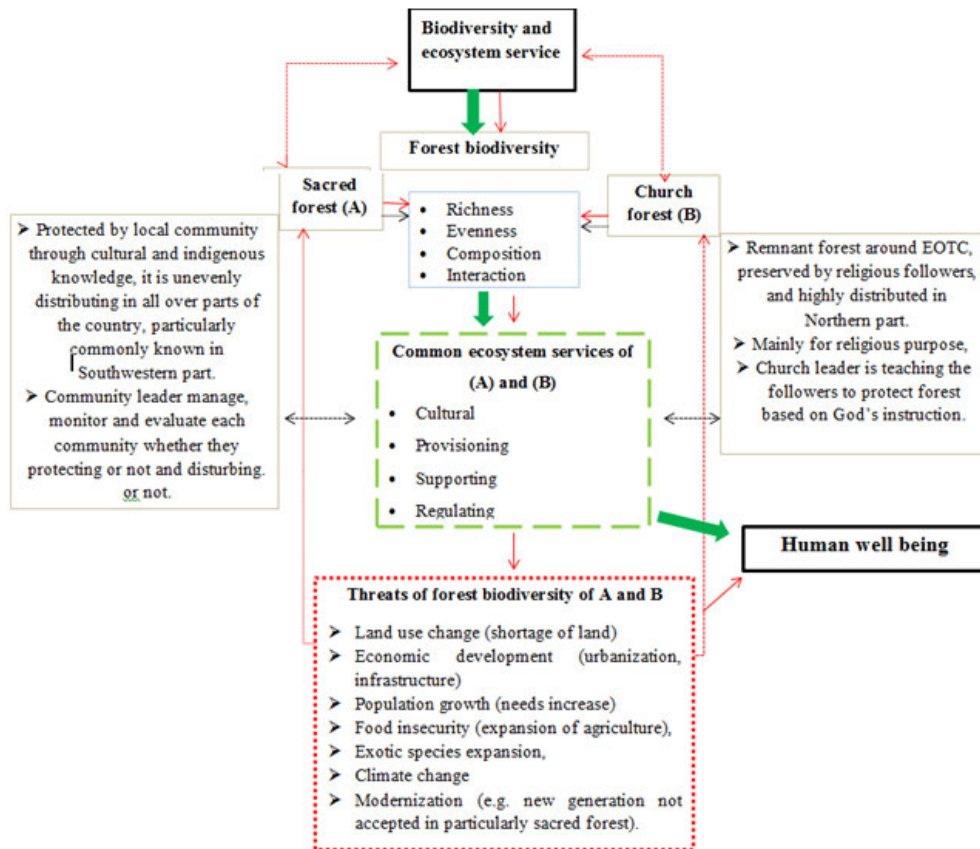 Biodiversity and
ecosystem service
Forest biodiversity
Sacred
forest (A)
Church
forest (B)
• Richness
• Evenness
• Composition
• Interaction
➢ Protected by local community
through cultural and indigenous
knowledge, it is unevenly
distributing in all over parts of
the country, particularly
commonly known in
Southwestern part.
➢ Community leader manage,
monitor and evaluate each
community whether they
protecting or not and disturbing.
or not.
➢ Remnant forest around EOTC,
preserved by religious followers,
and highly distributed in
Northern part.
➢ Mainly for religious purpose,
➢ Church leader is teaching the
followers to protect forest
based on God's instruction.
Common ecosystem services of
(A) and (B)
• Cultural
• Provisioning
• Supporting
• Regulating
Human well being
Threats of forest biodiversity of A and B
➢ Land use change (shortage of land)
➢ Economic development (urbanization,
infrastructure)
➢ Population growth (needs increase)
➢ Food insecurity (expansion of agriculture),
➢ Exotic species expansion,
➢ Climate change
➢ Modernization (e.g. new generation not
accepted in particularly sacred forest).